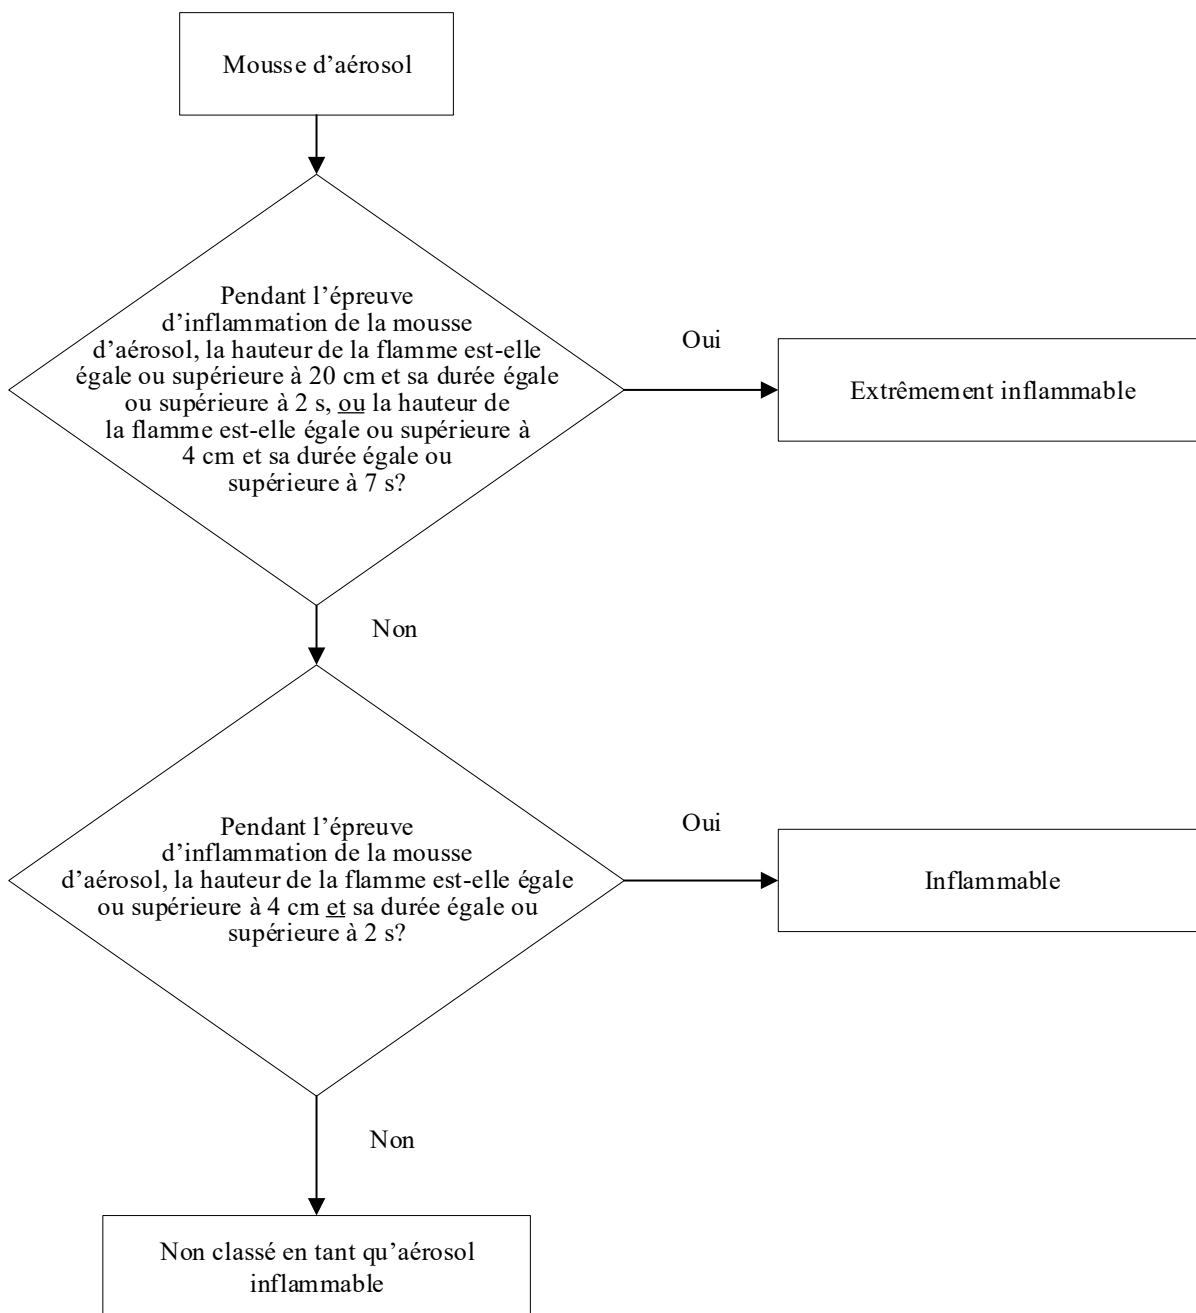 Mousse d’aérosol
Pendant l’épreuve
d’inflammation de la mousse
d’aérosol, la hauteur de la flamme est-elle
égale ou supérieure à 20 cm et sa durée égale
ou supérieure à 2 s, ou la hauteur de
la flamme est-elle égale ou supérieure à
4 cm et sa durée égale ou
supérieure à 7 s?
Oui
Extrêmement inflammable
Non
Pendant l’épreuve
d’inflammation de la mousse
d’aérosol, la hauteur de la flamme est-elle égale
ou supérieure à 4 cm et sa durée égale ou
supérieure à 2 s?
Oui
Inflammable
Non
Non classé en tant qu’aérosol
inflammable